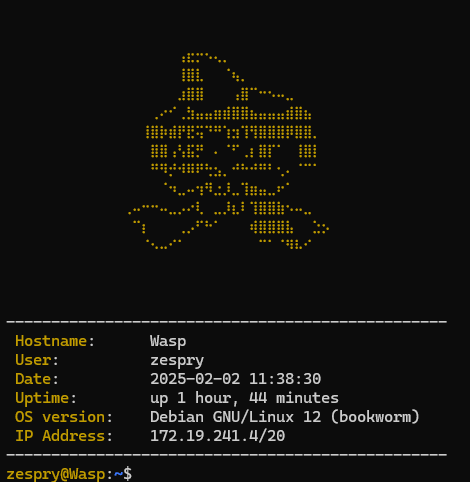 Hostname: Wasp
User: zespry
Date: 2025-02-02 11:38:30
Uptime: up 1 hour, 44 minutes
OS version: Debian GNU/Linux 12 (bookworm)
IP Address: 172.19.241.4/20
zespry@Wasp:~$